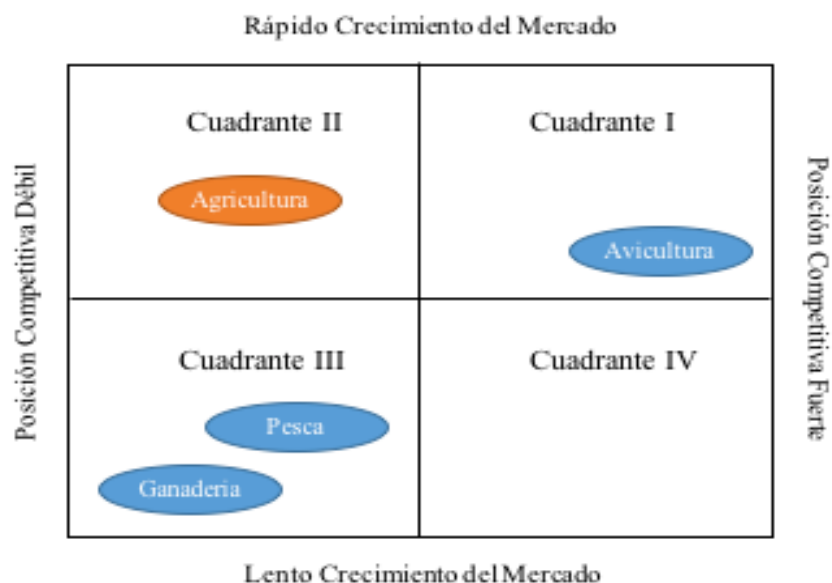 Rápido Crecimiento del Mercado
Posición Competitiva Débil
Cuadrante II
Cuadrante I
Agricultura
Avicultura
Posición Competitiva Fuerte
Cuadrante III
Cuadrante IV
Pesca
Ganaderia
Lento Crecimiento del Mercado